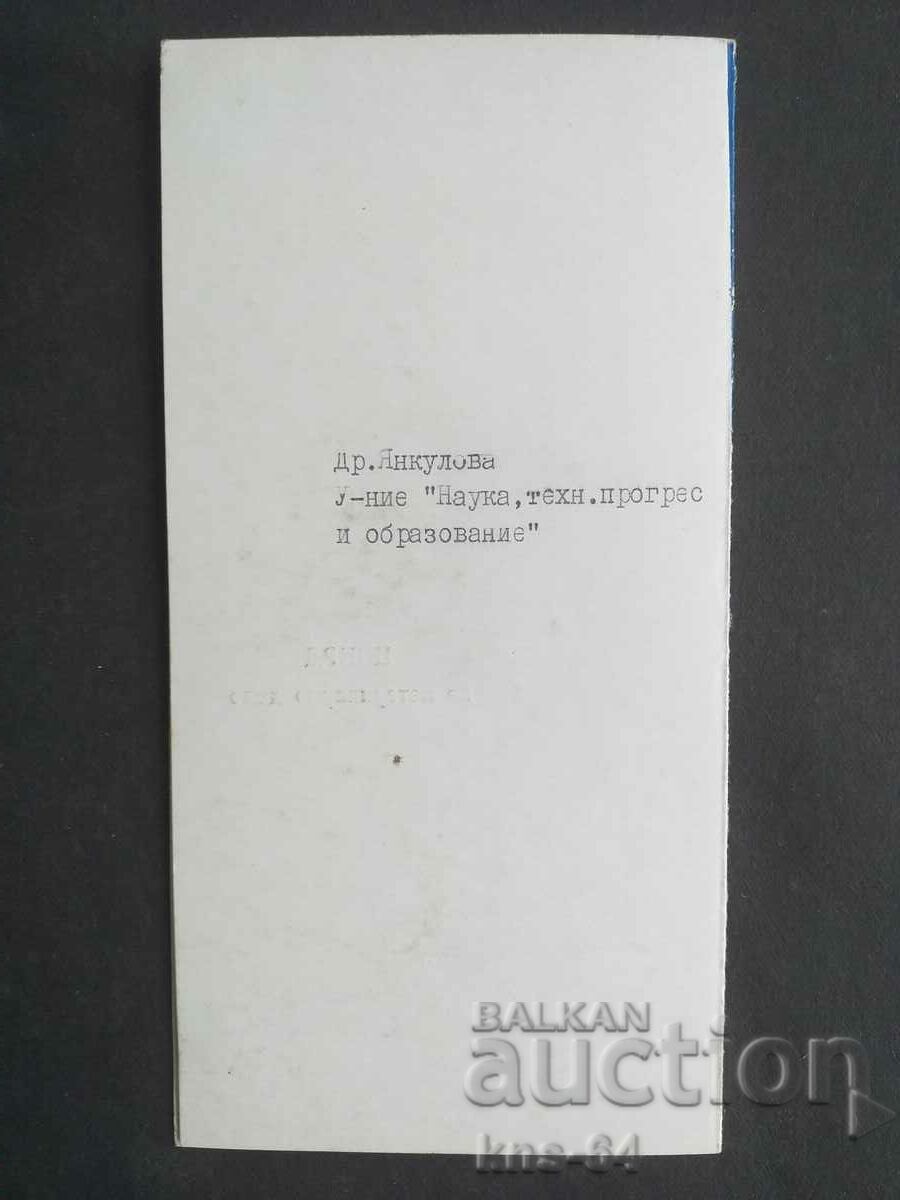 Др.Янкулова
У-ние "Наука,техн.прогрес
и образование"
BALKAN
auction
kns-64